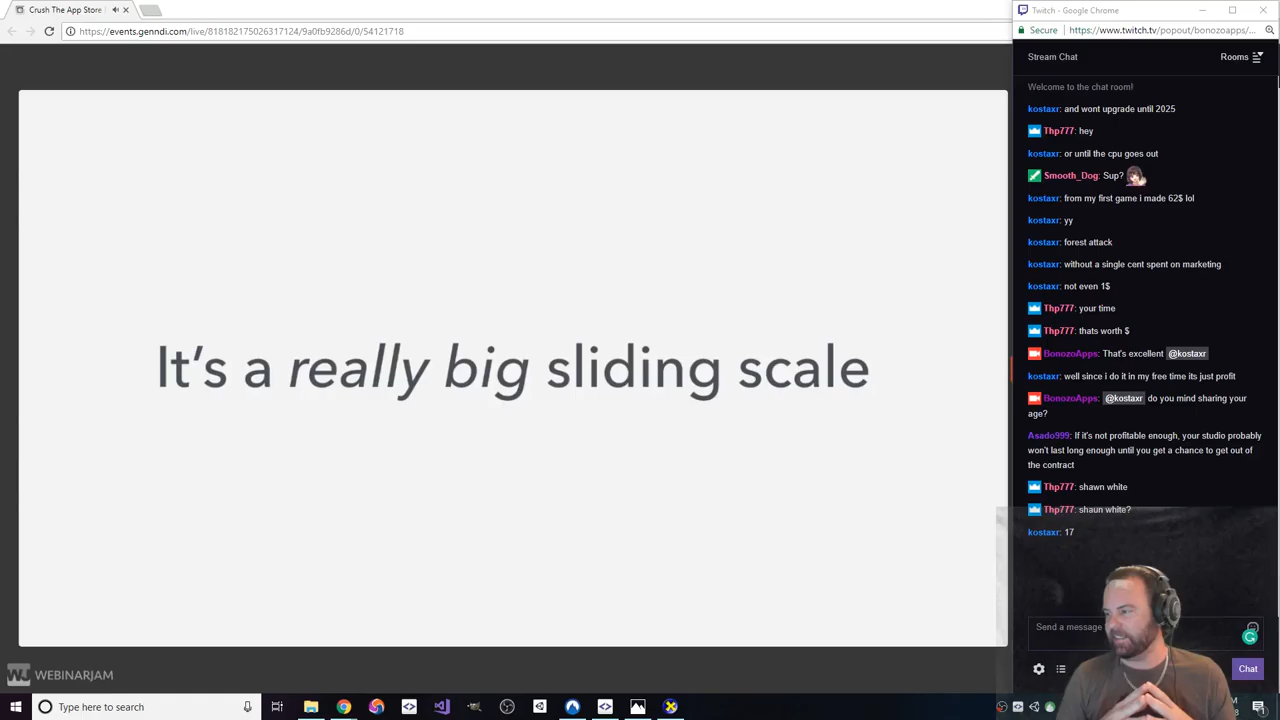 Crush The App Store
https://events.genndi.com/live/818182175026317124/9a0fb9286d/0/54121718
Twitch - Google Chrome
Secure https://www.twitch.tv/popout/bonozoapps/...
Stream Chat
Rooms
Welcome to the chat room!
kostaxr: and wont upgrade until 2025
Thp777: hey
kostaxr: or until the cpu goes out
Smooth_Dog: Sup?
kostaxr: from my first game i made 62$ lol
kostaxr: yy
kostaxr: forest attack
kostaxr: without a single cent spent on marketing
kostaxr: not even 1$
Thp777: your time
Thp777: thats worth $
BonozoApps: That's excellent @kostaxr
kostaxr: well since i do it in my free time its just profit
BonozoApps: @kostaxr do you mind sharing your
age?
Asado999: If it's not profitable enough, your studio probably
won't last long enough until you get a chance to get out of
the contract
Thp777: shawn white
Thp777: shaun white?
kostaxr: 17
It's a really big sliding scale
Send a message
Chat
WJ WEBINARJAM
Type here to search